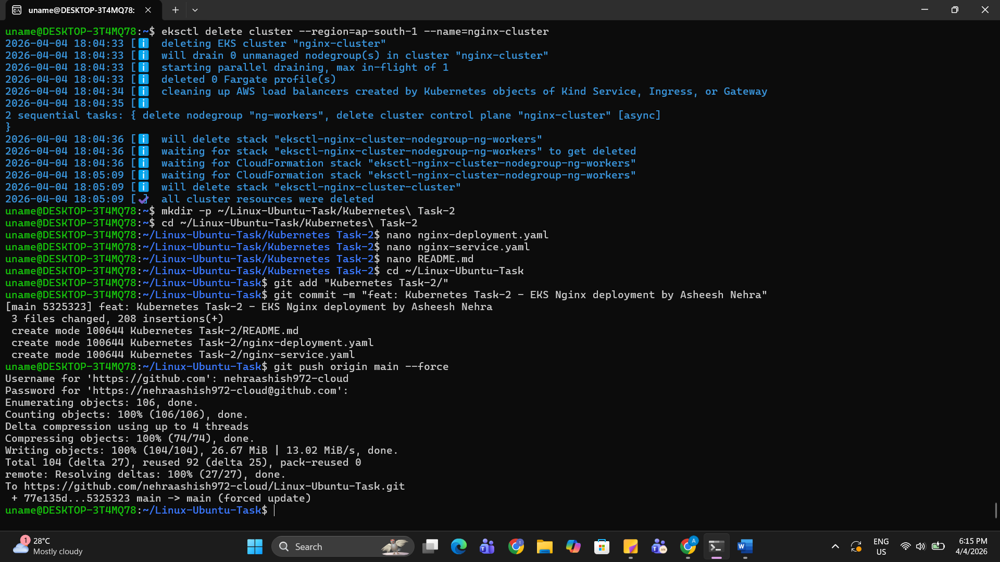 uname@DESKTOP-3T4MQ78:
uname@DESKTOP-3T4MQ78:~$ eksctl delete cluster --region=ap-south-1 --name=nginx-cluster
2026-04-04 18:04:33 [ℹ]  deleting EKS cluster "nginx-cluster"
2026-04-04 18:04:33 [ℹ]  will drain 0 unmanaged nodegroup(s) in cluster "nginx-cluster"
2026-04-04 18:04:33 [ℹ]  starting parallel draining, max in-flight of 1
2026-04-04 18:04:33 [ℹ]  deleted 0 Fargate profile(s)
2026-04-04 18:04:34 [ℹ]  cleaning up AWS load balancers created by Kubernetes objects of Kind Service, Ingress, or Gateway
2026-04-04 18:04:35 [ℹ]
2 sequential tasks: { delete nodegroup "ng-workers", delete cluster control plane "nginx-cluster" [async]
}
2026-04-04 18:04:36 [ℹ]  will delete stack "eksctl-nginx-cluster-nodegroup-ng-workers"
2026-04-04 18:04:36 [ℹ]  waiting for stack "eksctl-nginx-cluster-nodegroup-ng-workers" to get deleted
2026-04-04 18:04:36 [ℹ]  waiting for CloudFormation stack "eksctl-nginx-cluster-nodegroup-ng-workers"
2026-04-04 18:05:09 [ℹ]  waiting for CloudFormation stack "eksctl-nginx-cluster-nodegroup-ng-workers"
2026-04-04 18:05:09 [ℹ]  will delete stack "eksctl-nginx-cluster-cluster"
2026-04-04 18:05:09 [✔]  all cluster resources were deleted
uname@DESKTOP-3T4MQ78:~$ mkdir -p ~/Linux-Ubuntu-Task/Kubernetes\ Task-2
uname@DESKTOP-3T4MQ78:~$ cd ~/Linux-Ubuntu-Task/Kubernetes\ Task-2
uname@DESKTOP-3T4MQ78:~/Linux-Ubuntu-Task/Kubernetes Task-2$ nano nginx-deployment.yaml
uname@DESKTOP-3T4MQ78:~/Linux-Ubuntu-Task/Kubernetes Task-2$ nano nginx-service.yaml
uname@DESKTOP-3T4MQ78:~/Linux-Ubuntu-Task/Kubernetes Task-2$ nano README.md
uname@DESKTOP-3T4MQ78:~/Linux-Ubuntu-Task/Kubernetes Task-2$ cd ~/Linux-Ubuntu-Task
uname@DESKTOP-3T4MQ78:~/Linux-Ubuntu-Task$ git add "Kubernetes Task-2/"
uname@DESKTOP-3T4MQ78:~/Linux-Ubuntu-Task$ git commit -m "feat: Kubernetes Task-2 - EKS Nginx deployment by Asheesh Nehra"
[main 5325323] feat: Kubernetes Task-2 - EKS Nginx deployment by Asheesh Nehra
 3 files changed, 208 insertions(+)
 create mode 100644 Kubernetes Task-2/README.md
 create mode 100644 Kubernetes Task-2/nginx-deployment.yaml
 create mode 100644 Kubernetes Task-2/nginx-service.yaml
uname@DESKTOP-3T4MQ78:~/Linux-Ubuntu-Task$ git push origin main --force
Username for 'https://github.com': nehraashish972-cloud
Password for 'https://nehraashish972-cloud@github.com':
Enumerating objects: 106, done.
Counting objects: 100% (106/106), done.
Delta compression using up to 4 threads
Compressing objects: 100% (74/74), done.
Writing objects: 100% (104/104), 26.67 MiB | 13.02 MiB/s, done.
Total 104 (delta 27), reused 92 (delta 25), pack-reused 0
remote: Resolving deltas: 100% (27/27), done.
To https://github.com/nehraashish972-cloud/Linux-Ubuntu-Task.git
 + 77e135d...5325323 main -> main (forced update)
uname@DESKTOP-3T4MQ78:~/Linux-Ubuntu-Task$
1
28°C
Mostly cloudy
Search
ENG
US
6:15 PM
4/4/2026